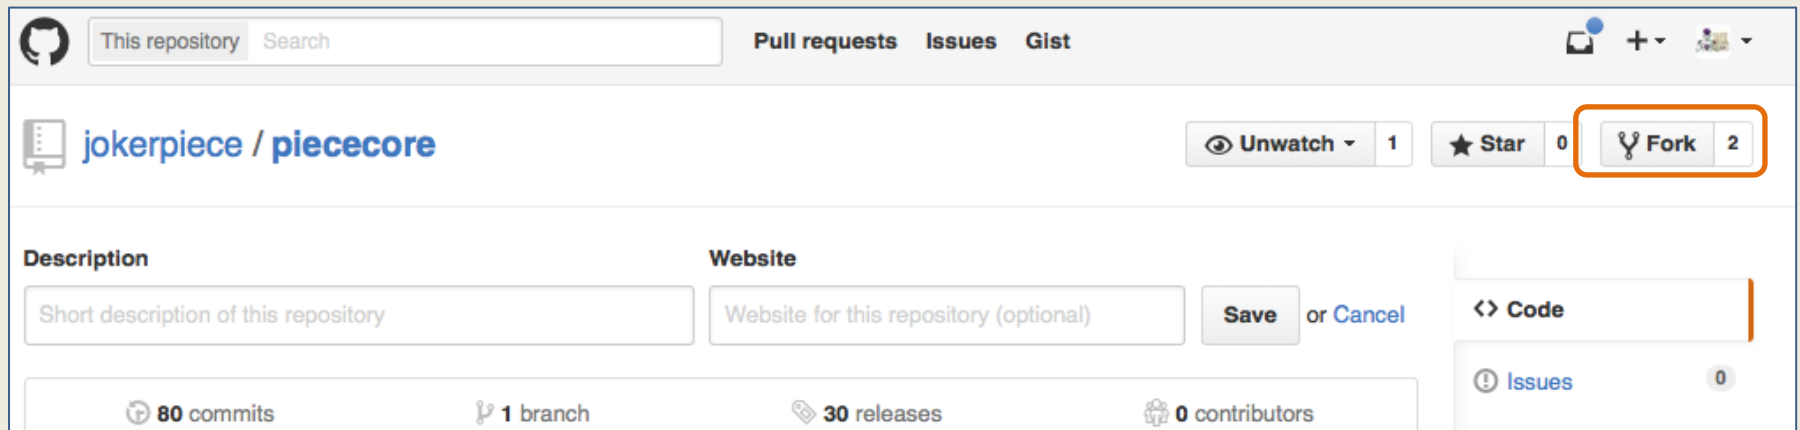 This repository Search Pull requests Issues Gist
jokerpiece / piececore Unwatch 1 Star 0 Fork 2
Description Website
Short description of this repository Website for this repository (optional) Save or Cancel
Code
Issues 0
80 commits 1 branch 30 releases 0 contributors